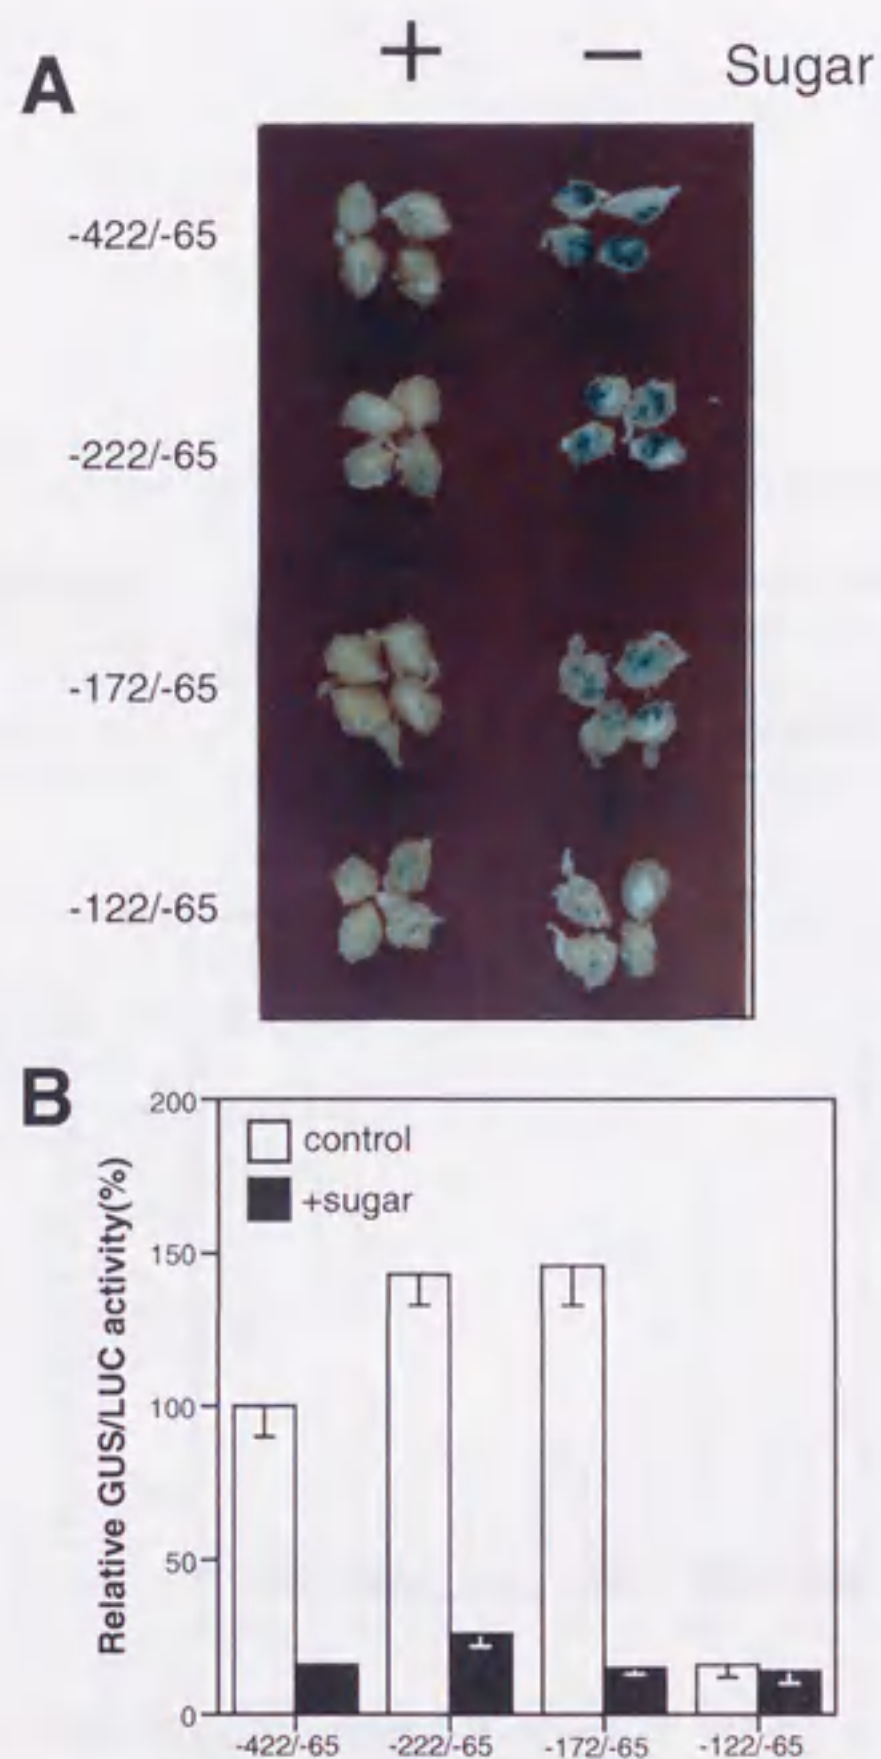 A
+ − Sugar
-422/-65
-222/-65
-172/-65
-122/-65
B
200
150
100
50
0
Relative GUS/LUC activity(%)
control
+sugar
-422/-65 -222/-65 -172/-65 -122/-65